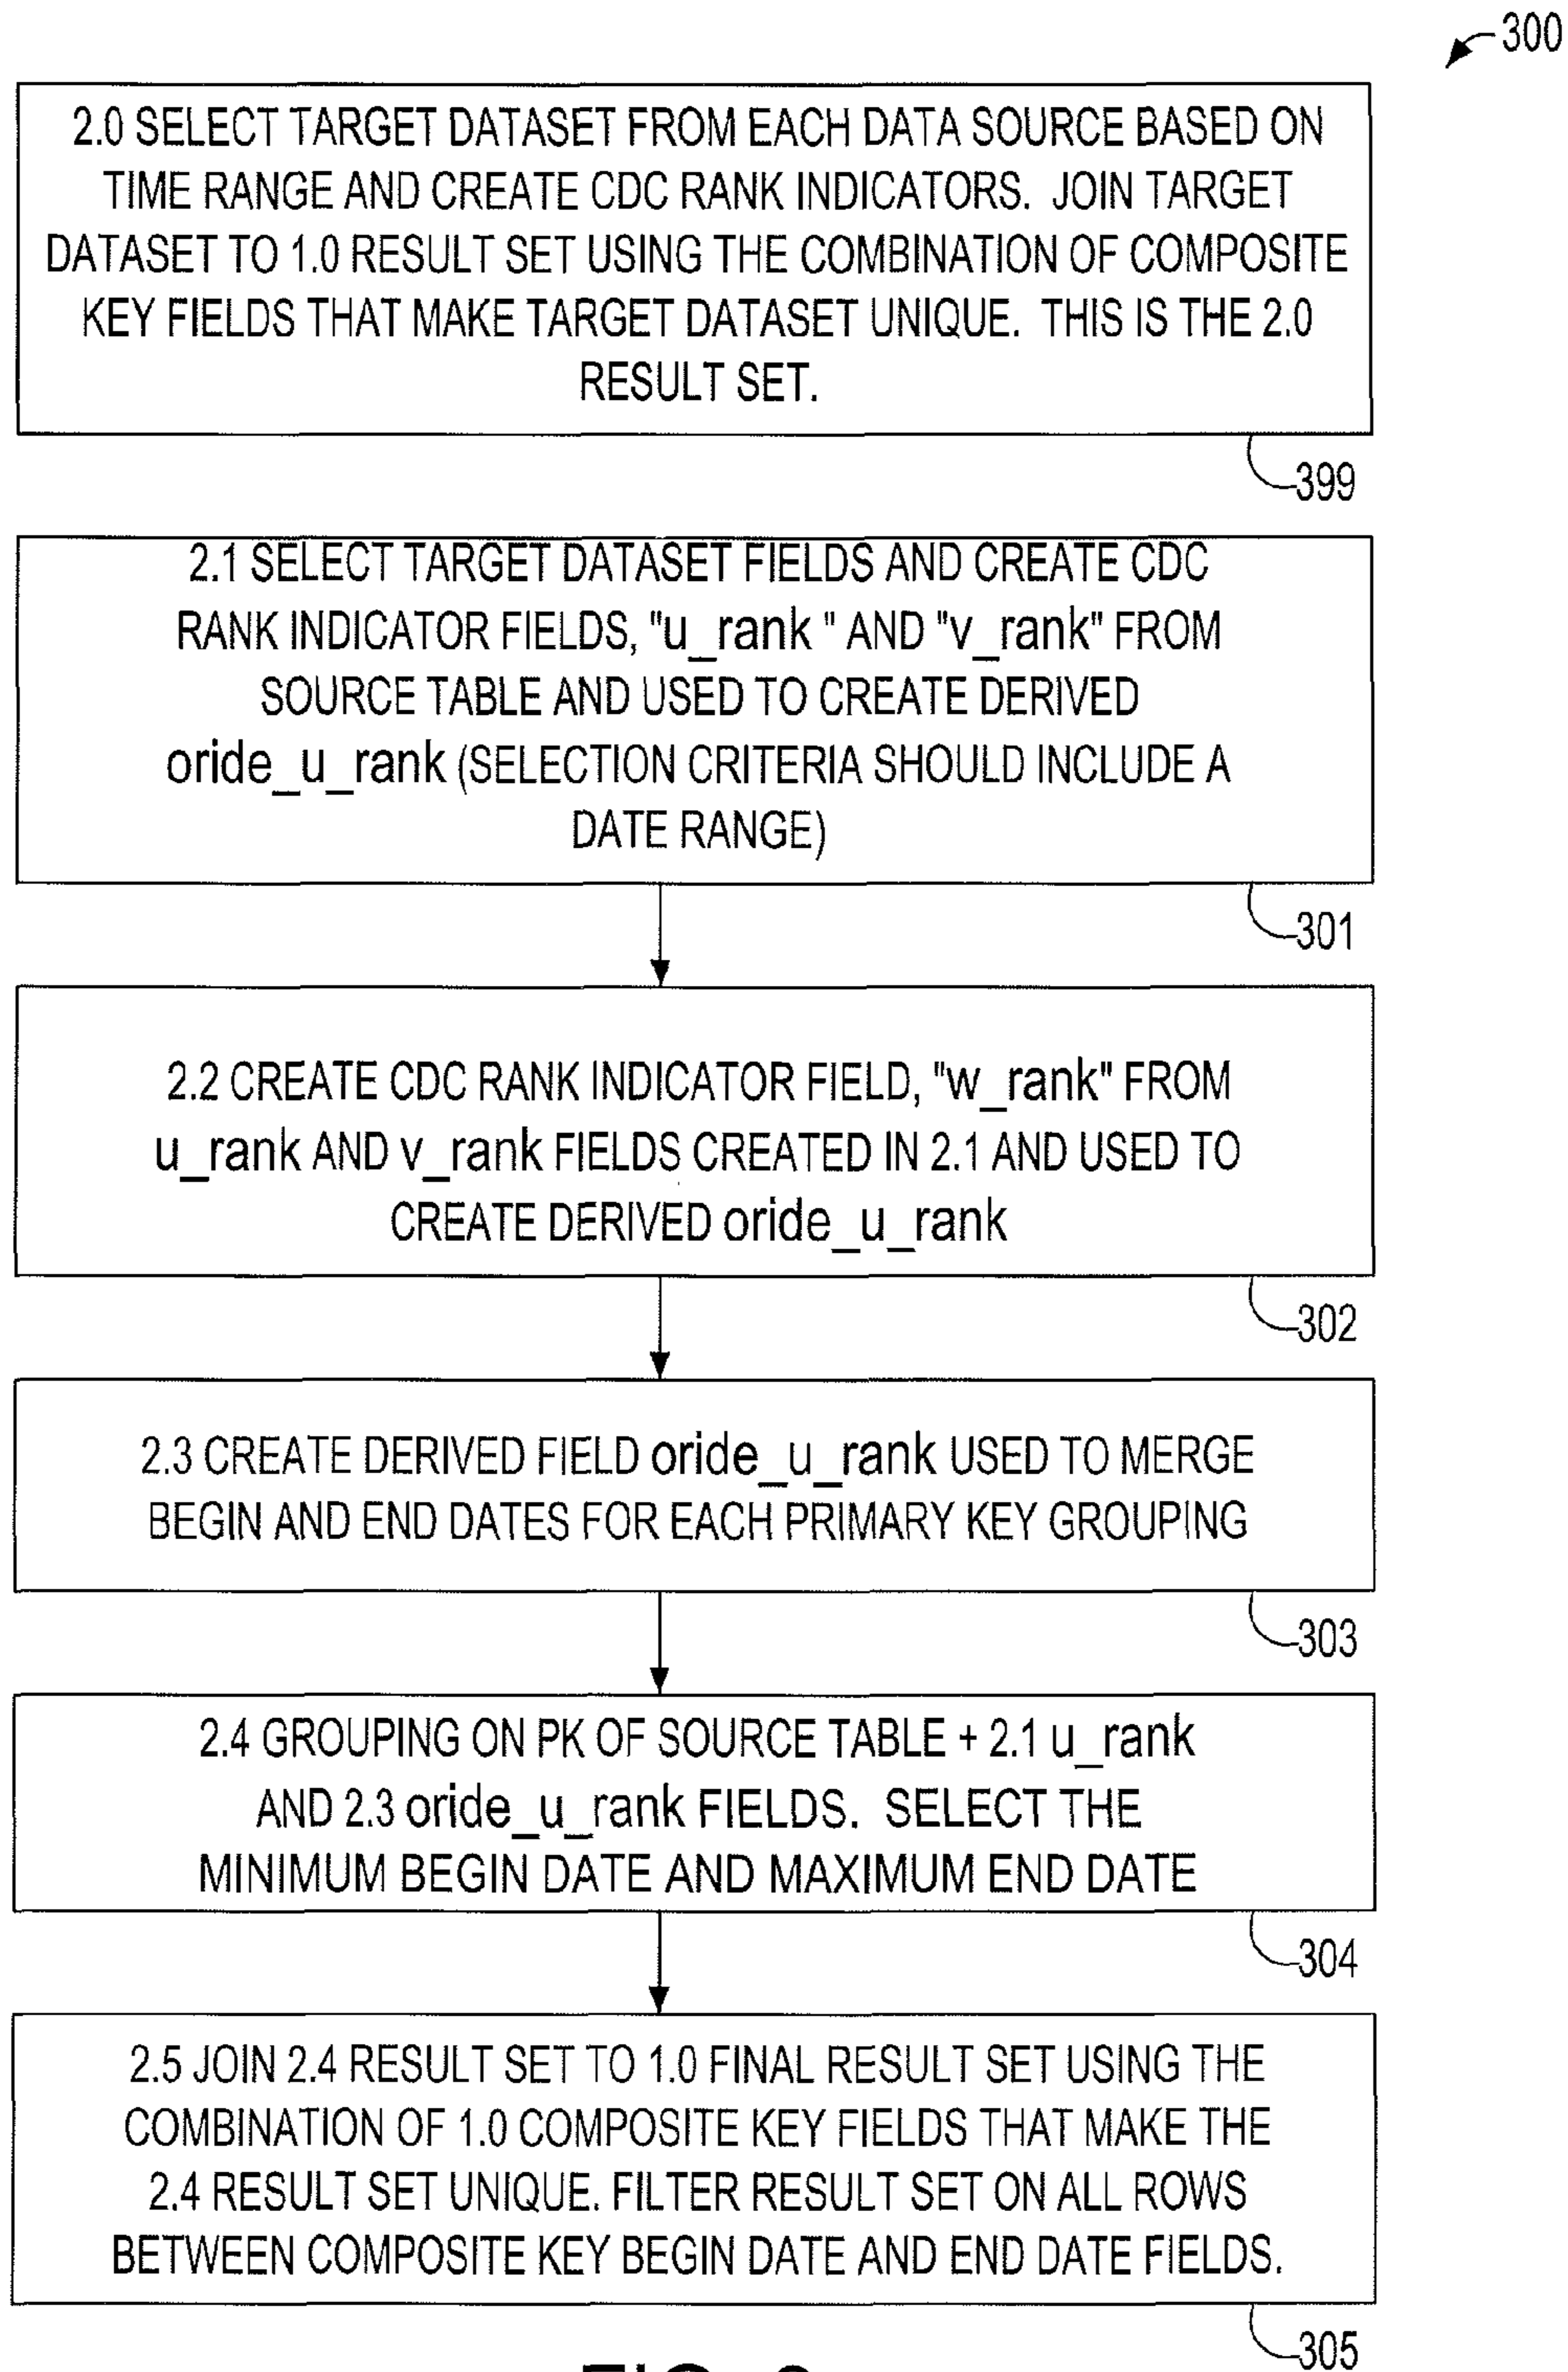 300
2.0 SELECT TARGET DATASET FROM EACH DATA SOURCE BASED ON
TIME RANGE AND CREATE CDC RANK INDICATORS. JOIN TARGET
DATASET TO 1.0 RESULT SET USING THE COMBINATION OF COMPOSITE
KEY FIELDS THAT MAKE TARGET DATASET UNIQUE. THIS IS THE 2.0
RESULT SET.
399
2.1 SELECT TARGET DATASET FIELDS AND CREATE CDC
RANK INDICATOR FIELDS, "u_rank " AND "v_rank" FROM
SOURCE TABLE AND USED TO CREATE DERIVED
oride_u_rank (SELECTION CRITERIA SHOULD INCLUDE A
DATE RANGE)
301
2.2 CREATE CDC RANK INDICATOR FIELD, "w_rank" FROM
u_rank AND v_rank FIELDS CREATED IN 2.1 AND USED TO
CREATE DERIVED oride_u_rank
302
2.3 CREATE DERIVED FIELD oride_u_rank USED TO MERGE
BEGIN AND END DATES FOR EACH PRIMARY KEY GROUPING
303
2.4 GROUPING ON PK OF SOURCE TABLE + 2.1 u_rank
AND 2.3 oride_u_rank FIELDS. SELECT THE
MINIMUM BEGIN DATE AND MAXIMUM END DATE
304
2.5 JOIN 2.4 RESULT SET TO 1.0 FINAL RESULT SET USING THE
COMBINATION OF 1.0 COMPOSITE KEY FIELDS THAT MAKE THE
2.4 RESULT SET UNIQUE. FILTER RESULT SET ON ALL ROWS
BETWEEN COMPOSITE KEY BEGIN DATE AND END DATE FIELDS.
305